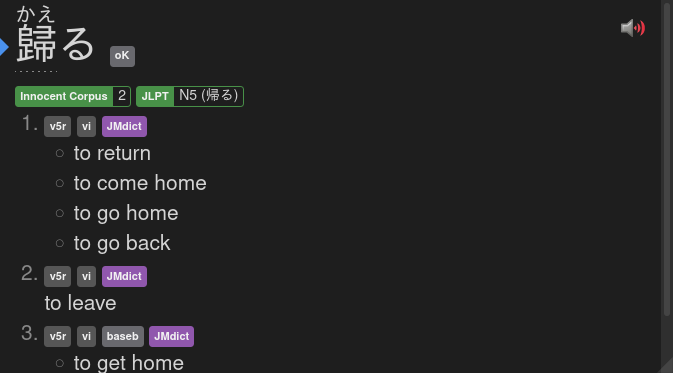 かえ
帰る oK
Innocent Corpus 2 JLPT N5 (帰る)
1. v5r vi JMdict
to return
to come home
to go home
to go back
2. v5r vi JMdict
to leave
3. v5r vi baseb JMdict
to get home